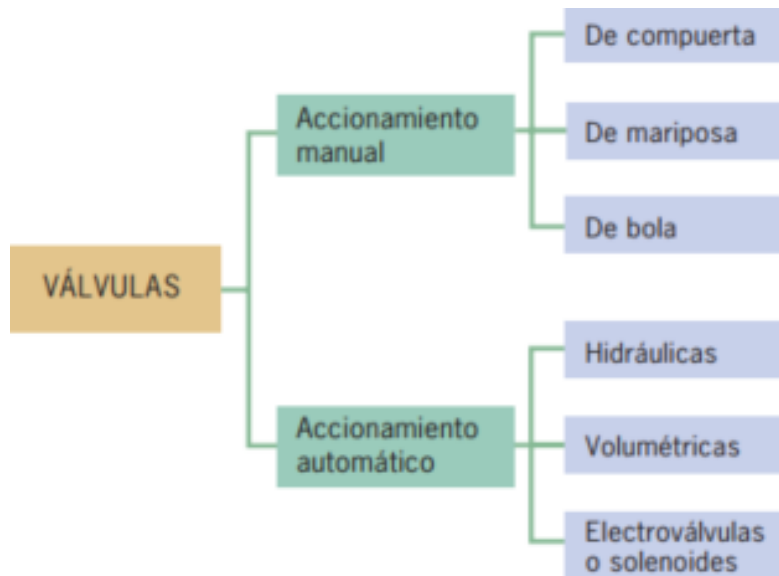 De compuerta
Accionamiento
manual
De mariposa
De bola
VÁLVULAS
Hidráulicas
Accionamiento
automático
Volumétricas
Electroválvulas
o solenoides